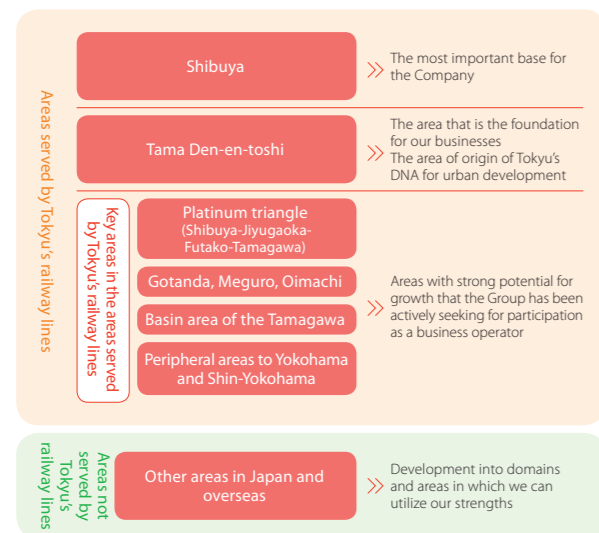 Areas served by Tokyu's railway lines
Shibuya
The most important base for
the Company
Tama Den-en-toshi
The area that is the foundation
for our businesses
The area of origin of Tokyu's
DNA for urban development
Key areas in the areas served
by Tokyu's railway lines
Platinum triangle
(Shibuya-Jiyugaoka-
Futako-Tamagawa)
Gotanda, Meguro, Oimachi
Basin area of the Tamagawa
Peripheral areas to Yokohama
and Shin-Yokohama
Areas with strong potential for
growth that the Group has been
actively seeking for participation
as a business operator
Areas not
served by
Tokyu's
railway lines
Other areas in Japan and
overseas
Development into domains
and areas in which we can
utilize our strengths